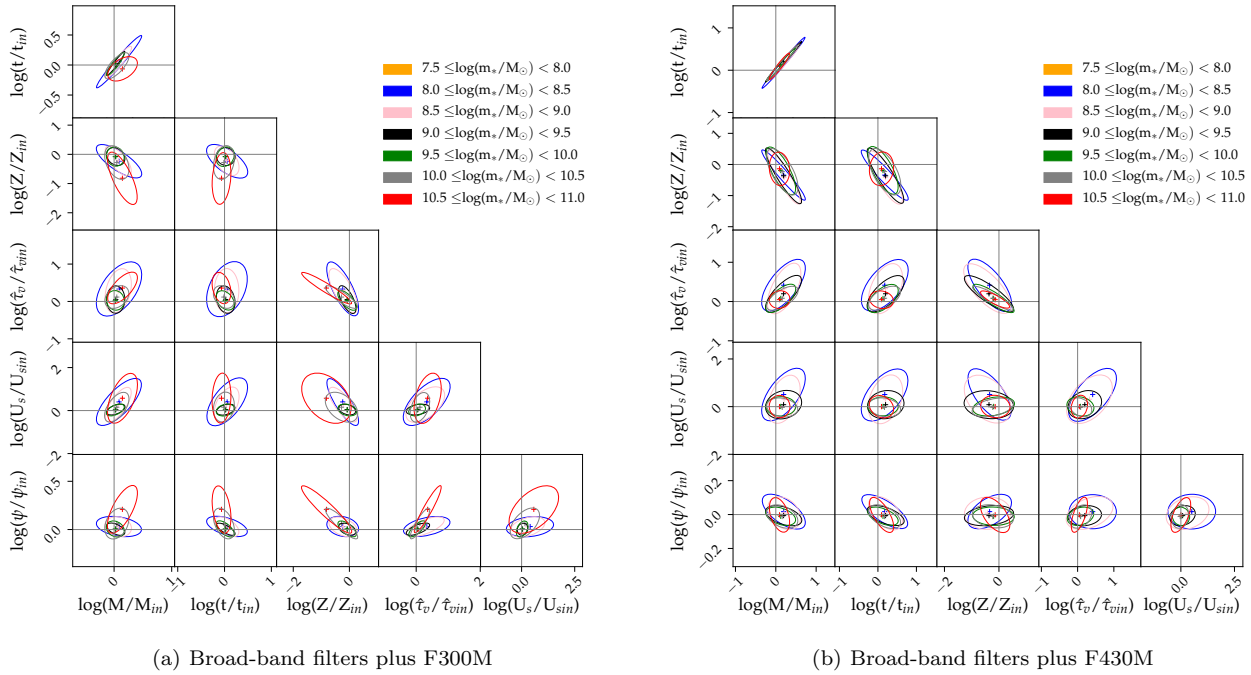 log(t/t_in)
0.5
0.0
−0.5
7.5 ≤log(m_*/M_☉) < 8.0
8.0 ≤log(m_*/M_☉) < 8.5
8.5 ≤log(m_*/M_☉) < 9.0
9.0 ≤log(m_*/M_☉) < 9.5
9.5 ≤log(m_*/M_☉) < 10.0
10.0 ≤log(m_*/M_☉) < 10.5
10.5 ≤log(m_*/M_☉) < 11.0
log(Z/Z_in)
1
0
−1
−2
log(τ̂_v/τ̂_vin)
1
0
−1
log(U_s/U_sin)
2
0
−2
log(ψ/ψ_in)
0.5
0.0
0 1 0 1 −2 0 0 2 0.0 2.5
log(M/M_in) log(t/t_in) log(Z/Z_in) log(τ̂_v/τ̂_vin) log(U_s/U_sin)
(a) Broad-band filters plus F300M
log(t/t_in)
1
0
−1
7.5 ≤log(m_*/M_☉) < 8.0
8.0 ≤log(m_*/M_☉) < 8.5
8.5 ≤log(m_*/M_☉) < 9.0
9.0 ≤log(m_*/M_☉) < 9.5
9.5 ≤log(m_*/M_☉) < 10.0
10.0 ≤log(m_*/M_☉) < 10.5
10.5 ≤log(m_*/M_☉) < 11.0
log(Z/Z_in)
1
0
−1
−2
log(τ̂_v/τ̂_vin)
1
0
−1
log(U_s/U_sin)
2
0
−2
log(ψ/ψ_in)
0.2
0.0
−0.2
−1 0 1 0 1 −2 0 −1 0 1 0.0 2.5
log(M/M_in) log(t/t_in) log(Z/Z_in) log(τ̂_v/τ̂_vin) log(U_s/U_sin)
(b) Broad-band filters plus F430M